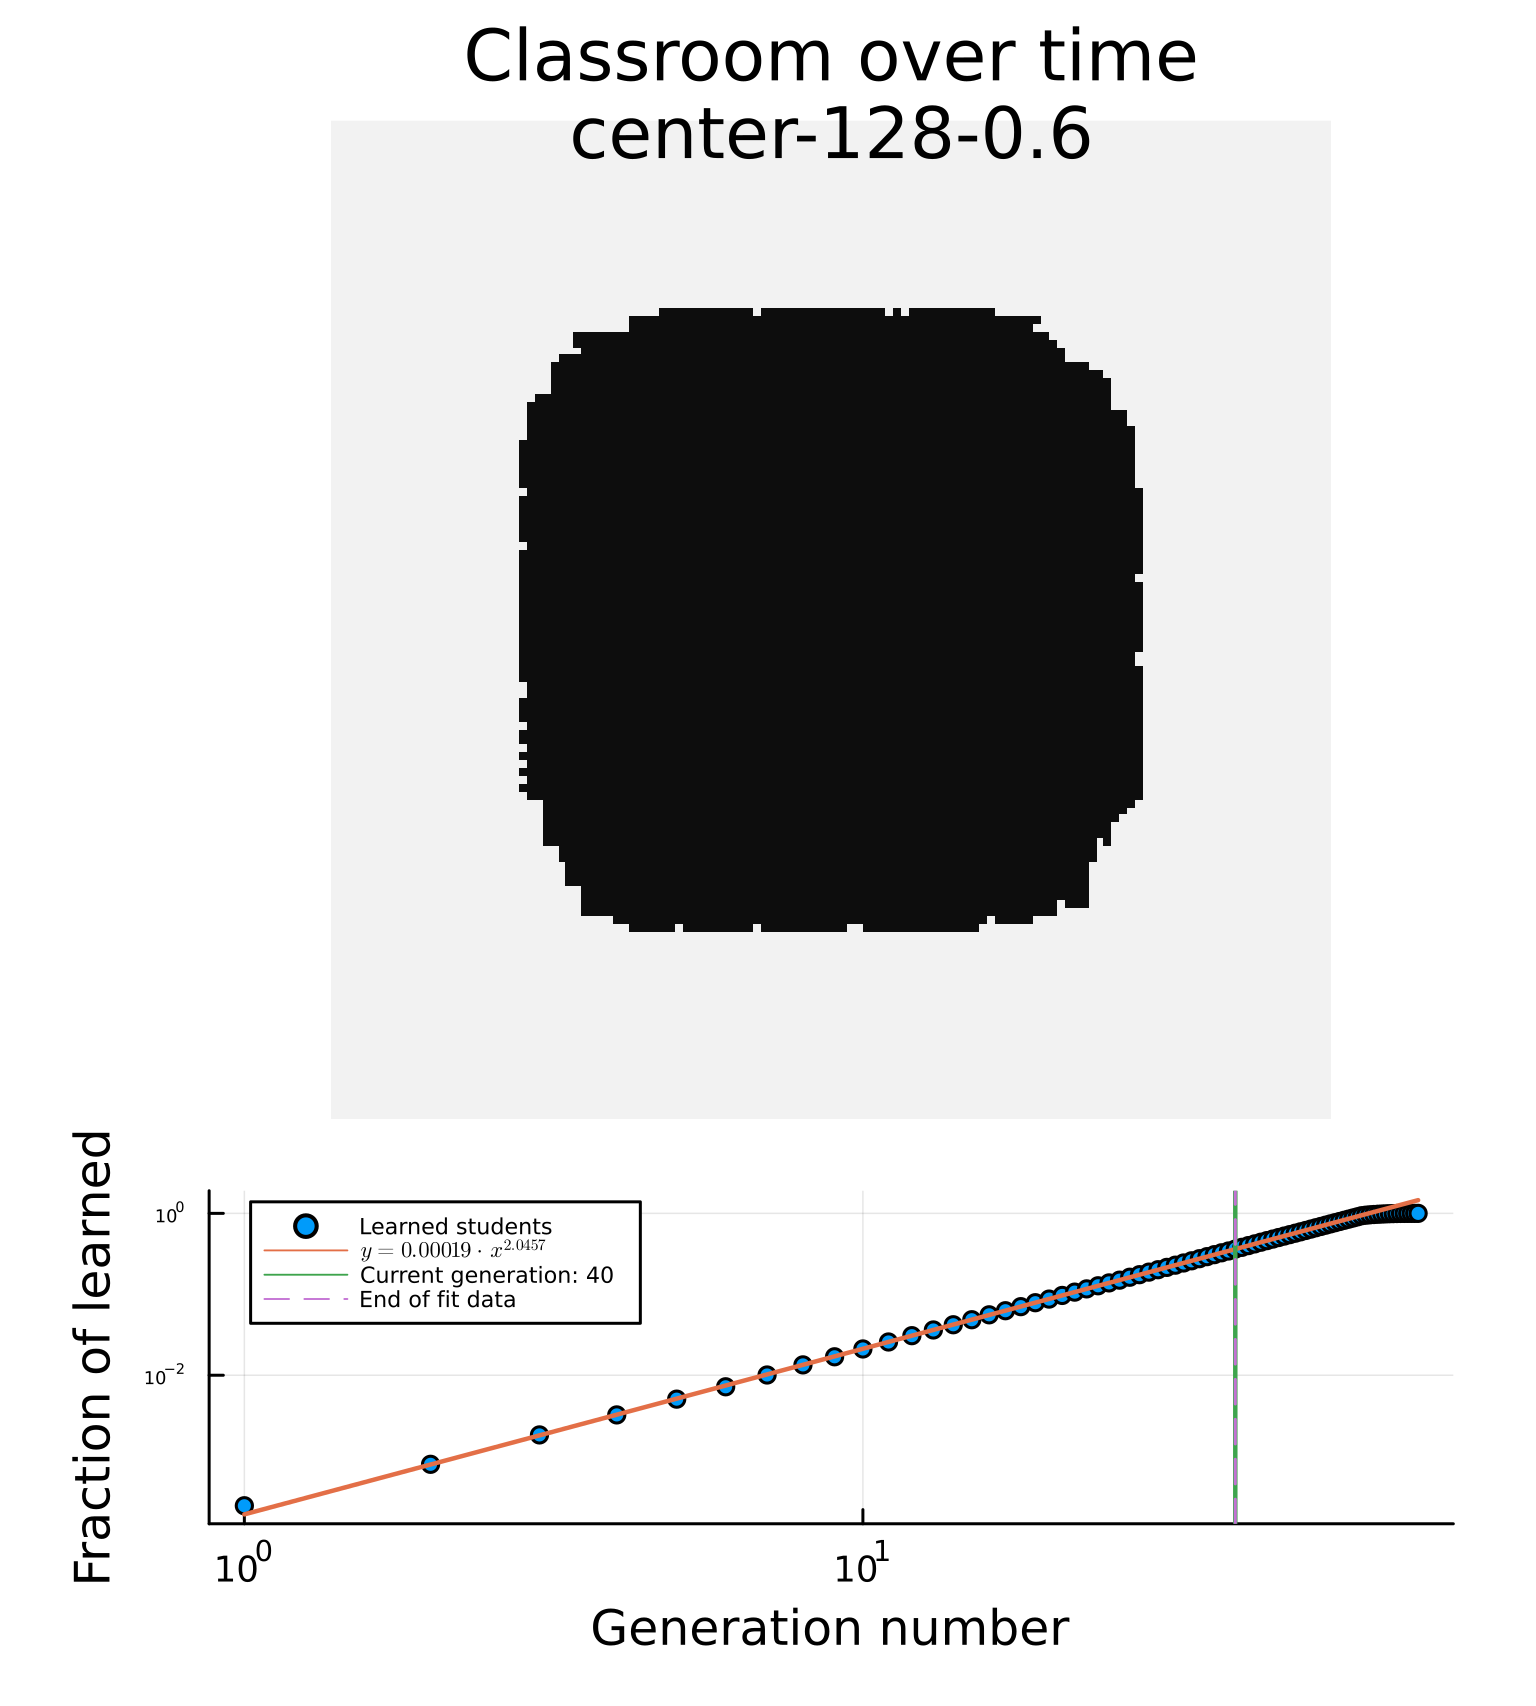 Classroom over time
center-128-0.6
Fraction of learned
10⁰
10⁻²
Learned students
y = 0.00019 · x^2.0457
Current generation: 40
End of fit data
10⁰
10¹
Generation number